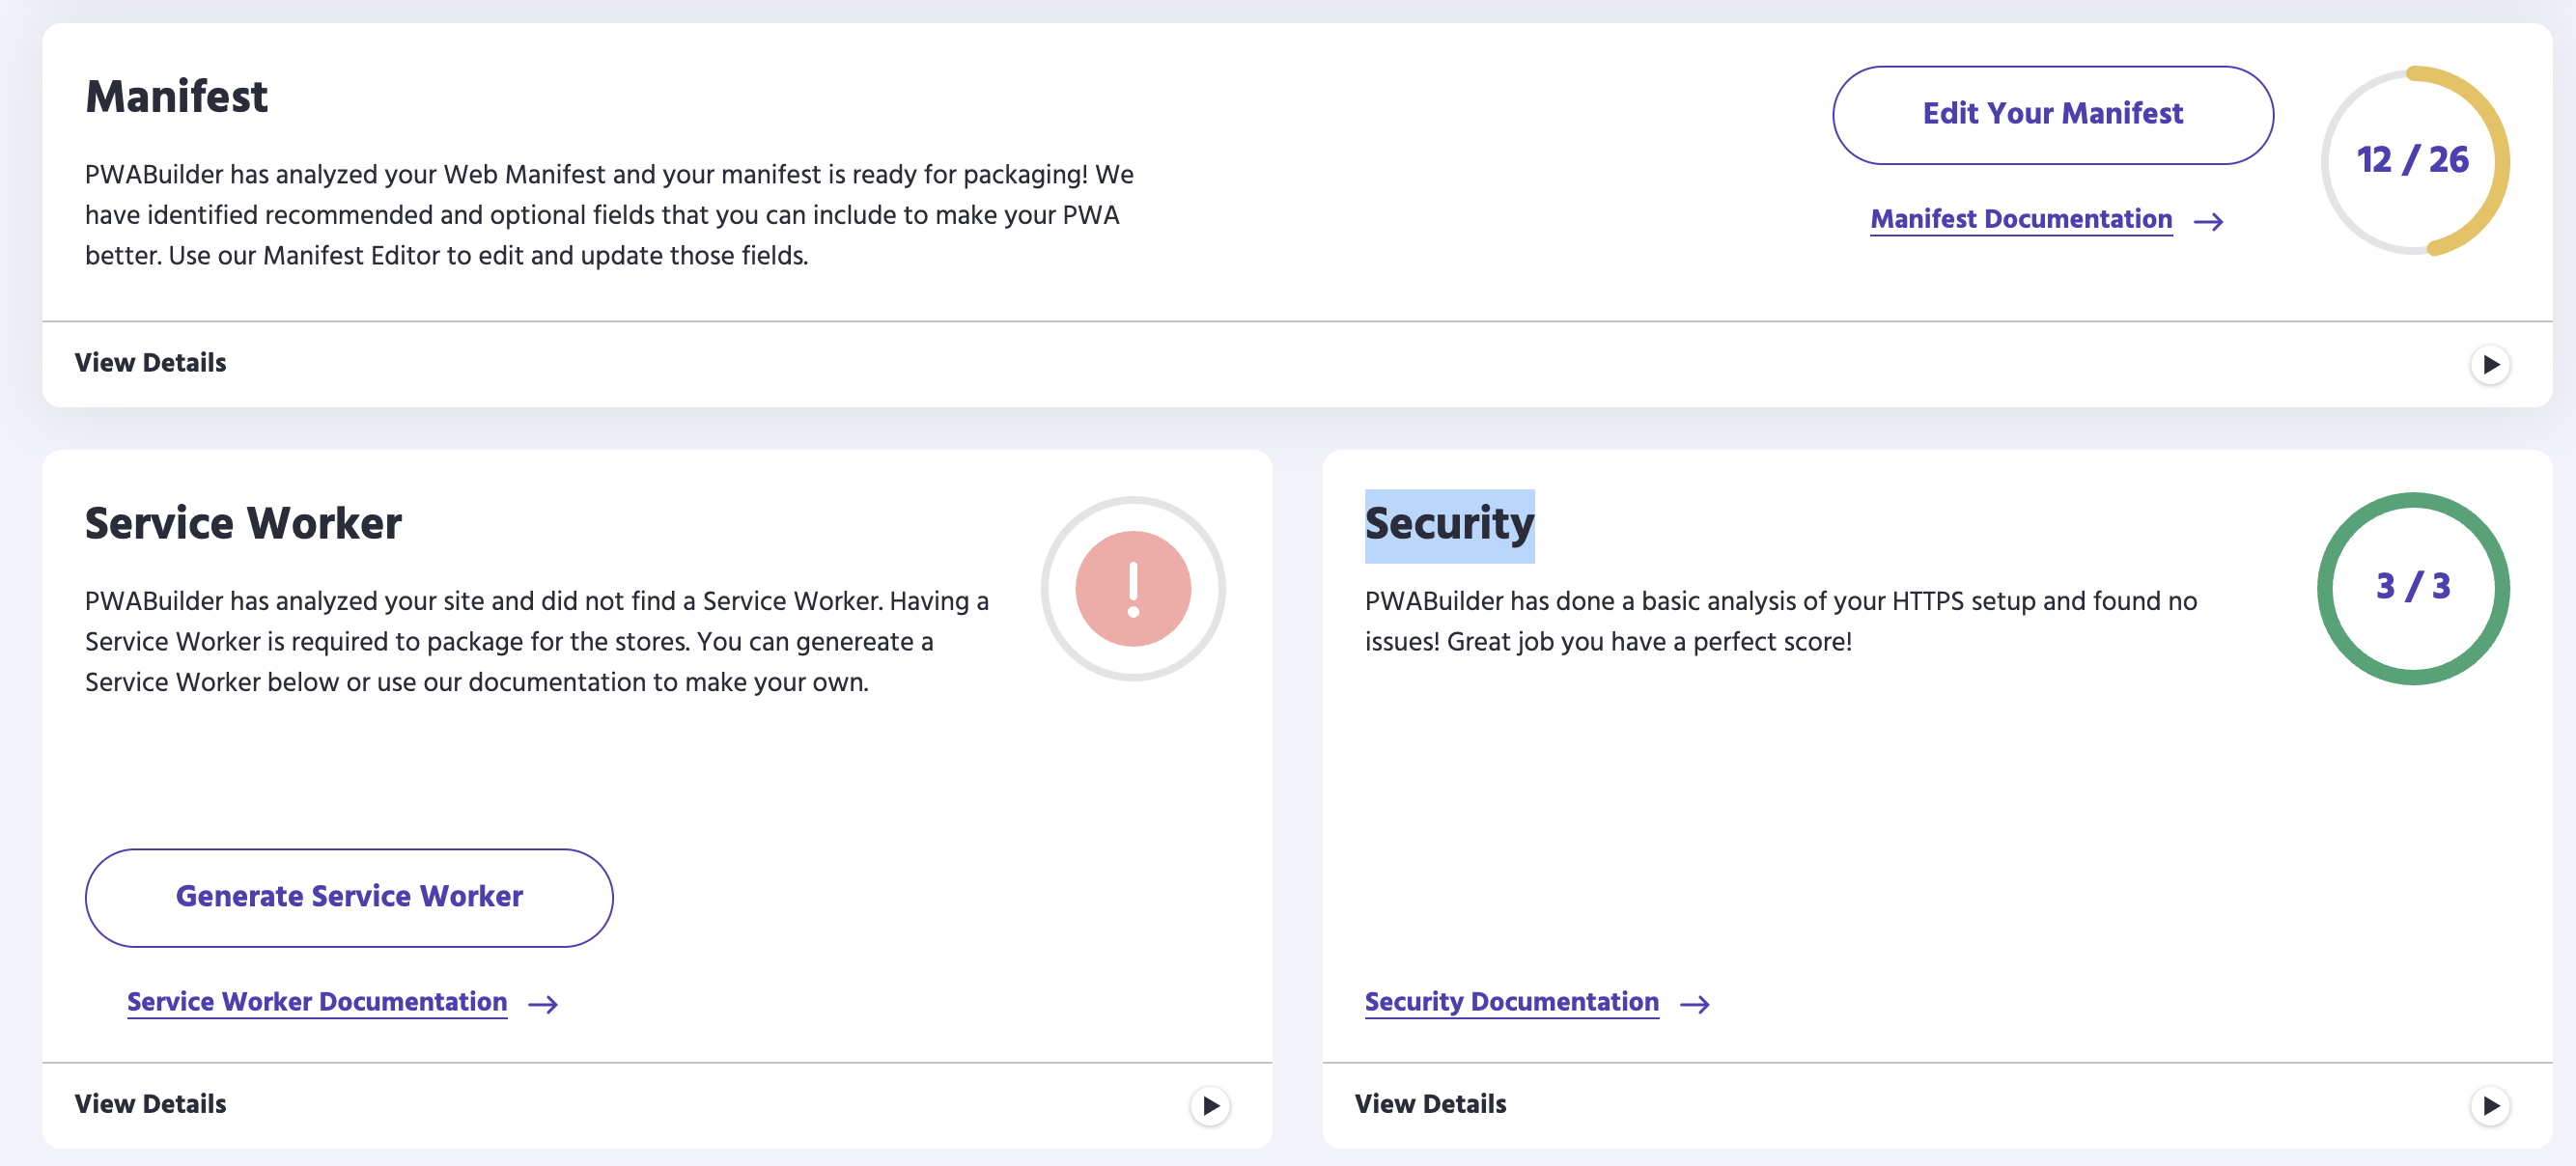 Manifest
PWABuilder has analyzed your Web Manifest and your manifest is ready for packaging! We
have identified recommended and optional fields that you can include to make your PWA
better. Use our Manifest Editor to edit and update those fields.
Edit Your Manifest
Manifest Documentation
12 / 26
View Details
Service Worker
PWABuilder has analyzed your site and did not find a Service Worker. Having a
Service Worker is required to package for the stores. You can genereate a
Service Worker below or use our documentation to make your own.
!
Generate Service Worker
Service Worker Documentation
View Details
Security
PWABuilder has done a basic analysis of your HTTPS setup and found no
issues! Great job you have a perfect score!
3 / 3
Security Documentation
View Details